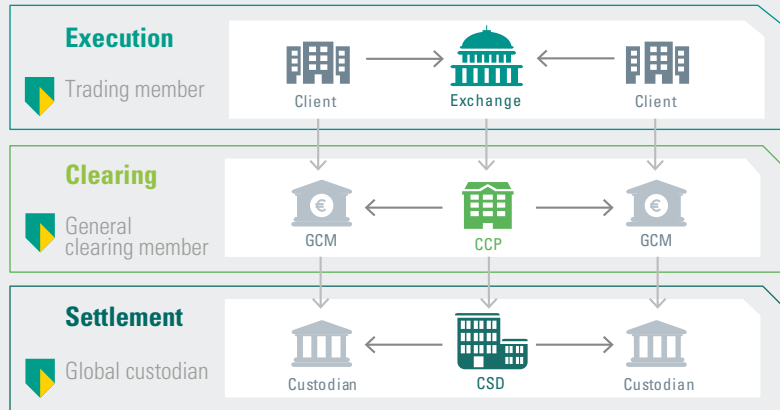 Execution
Trading member
Client
Exchange
Client
Clearing
General
clearing member
€
GCM
CCP
€
GCM
Settlement
Global custodian
Custodian
CSD
Custodian